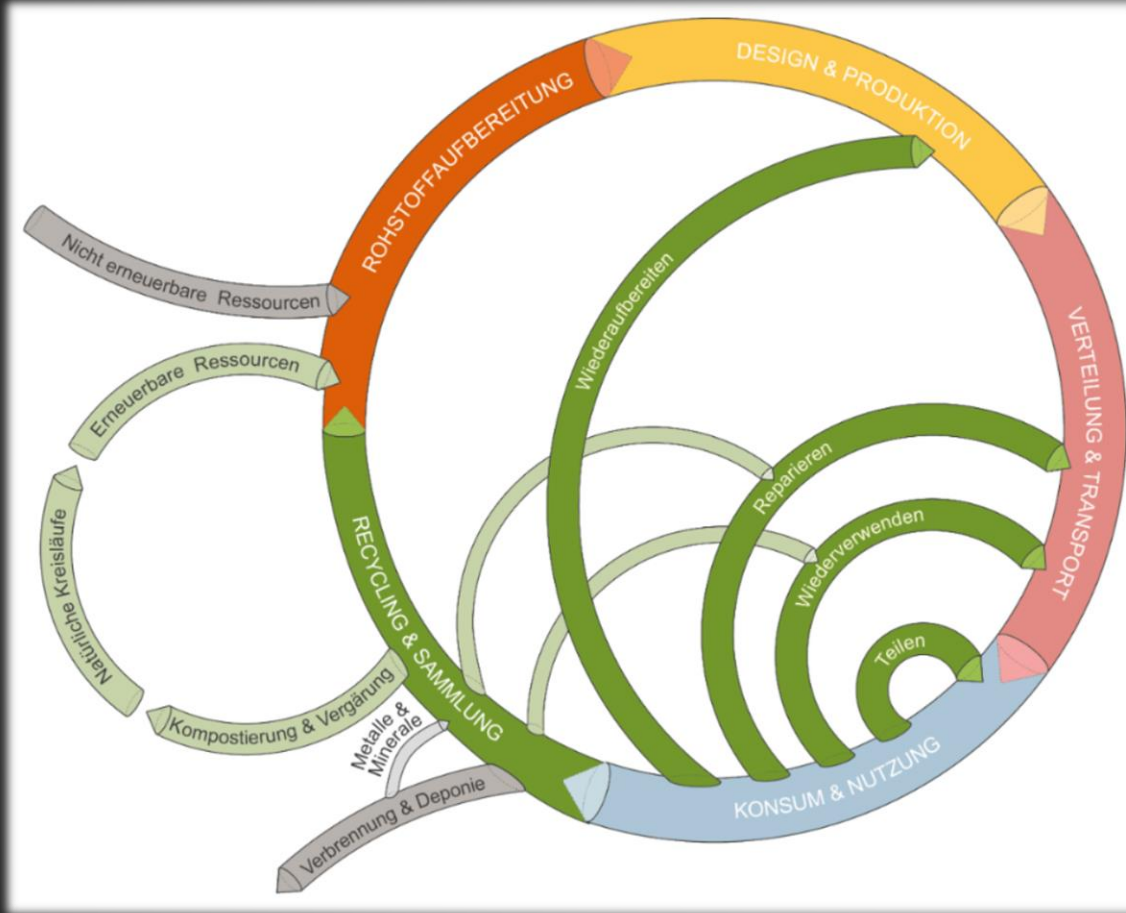 DESIGN & PRODUKTION
ROHSTOFFAUFBEREITUNG
Nicht erneuerbare Ressourcen
Wiederaufbereiten
VERTEILUNG & TRANSPORT
Erneuerbare Ressourcen
Reparieren
Wiederverwenden
Natürliche Kreisläufe
RECYCLING & SAMMLUNG
Teilen
Kompostierung & Vergärung
Metalle &
Minerale
KONSUM & NUTZUNG
Verbrennung & Deponie